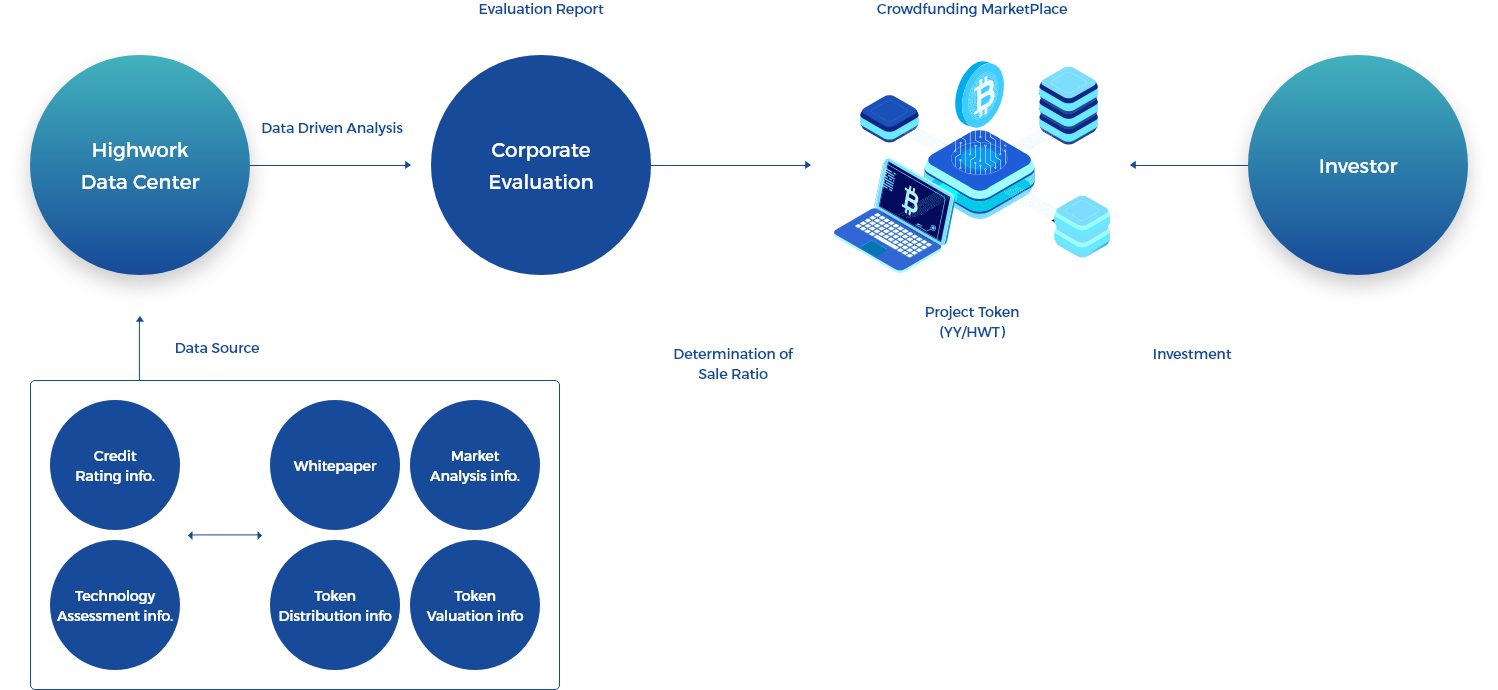 Evaluation Report
Crowdfunding MarketPlace
Highwork
Data Center
Data Driven Analysis
Corporate
Evaluation
Investor
Project Token
(YY/HWT)
Data Source
Determination of
Sale Ratio
Investment
Credit
Rating info.
Whitepaper
Market
Analysis info.
Technology
Assessment info.
Token
Distribution info
Token
Valuation info